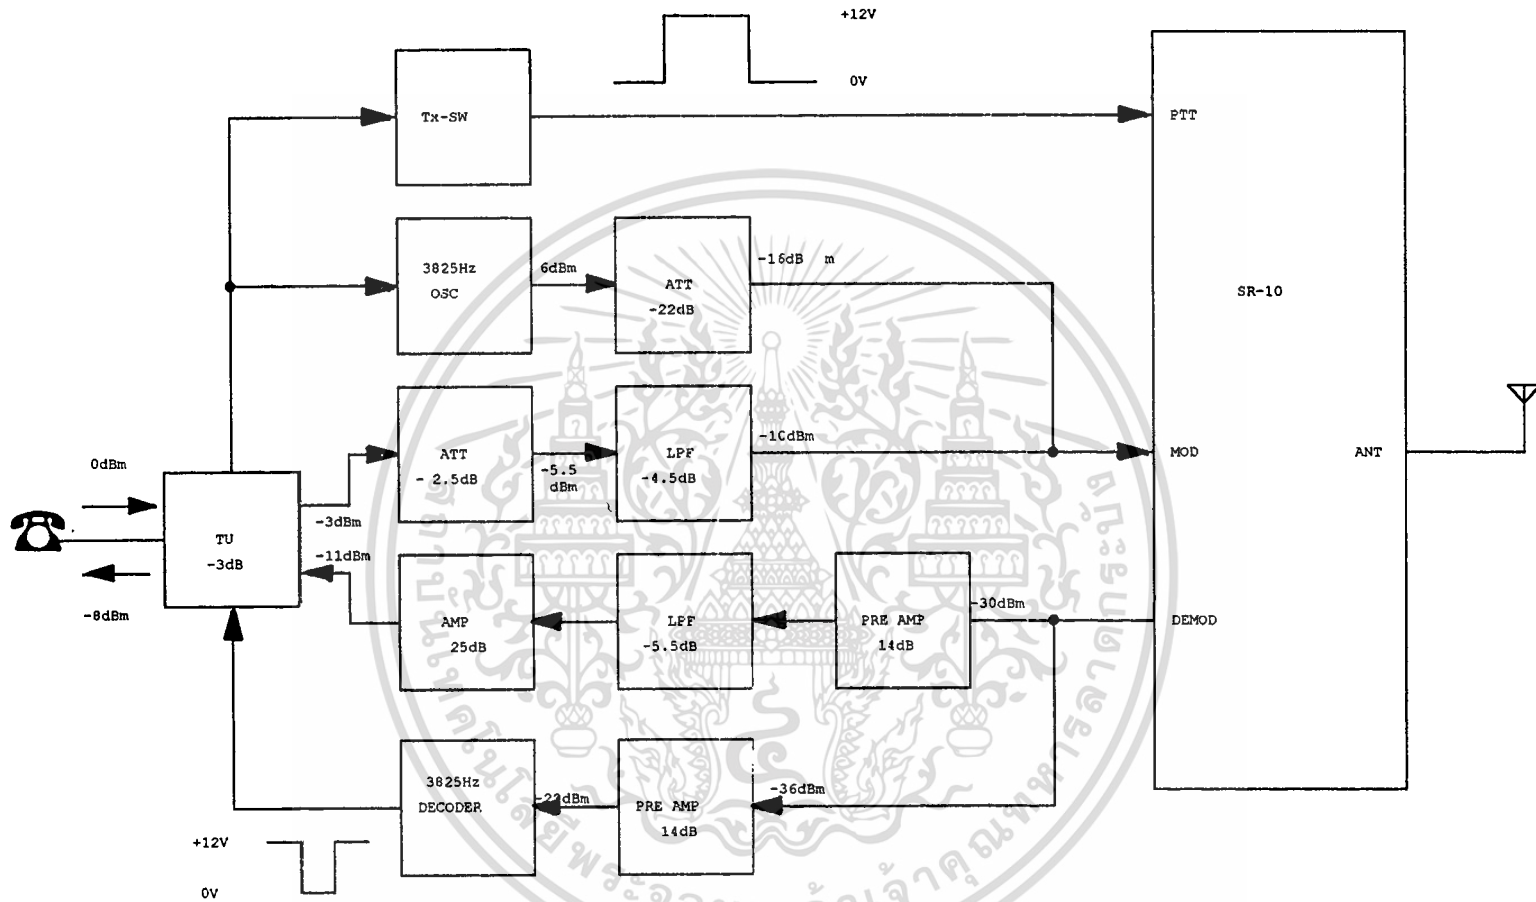 +12V
0V
Tx-SW
PTT
3825Hz
OSC
6dBm
ATT
-22dB
-16dB m
SR-10
0dBm
ATT
- 2.5dB
-5.5
dBm
LPF
-4.5dB
-10dBm
MOD
ANT
TU
-3dB
-3dBm
-11dBm
-8dBm
AMP
25dB
LPF
-5.5dB
PRE AMP
14dB
-30dBm
DEMOD
3825Hz
DECODER
-22dBm
PRE AMP
14dB
-36dBm
+12V
0V